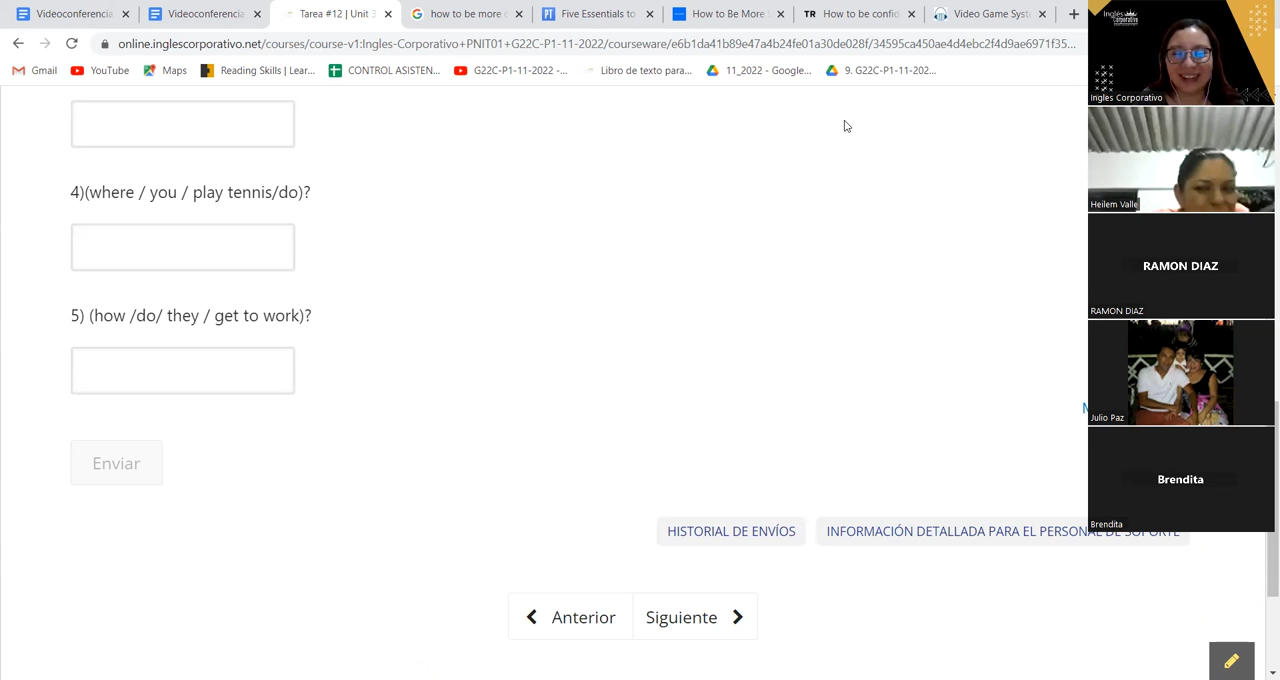 Videoconferencia
Videoconferencia
Tarea #12 | Unit 3
how to be more c
Five Essentials to
How to Be More
TR How to be confid
Video Game Syst
online.inglescorporativo.net/courses/course-v1:Ingles-Corporativo+PNIT01+G22C-P1-11-2022/courseware/e6b1da41b89e47a4b24fe01a30de028f/34595ca450ae4d4ebc2f4d9ae6971f35...
Gmail
YouTube
Maps
Reading Skills | Lear...
CONTROL ASISTEN...
G22C-P1-11-2022 -...
Libro de texto para...
11_2022 - Google...
9. G22C-P1-11-202...
4)(where / you / play tennis/do)?
5) (how /do/ they / get to work)?
Enviar
HISTORIAL DE ENVÍOS
INFORMACIÓN DETALLADA PARA EL PERSONAL DE SOPORTE
Anterior
Siguiente
Inglés
Corporativo
Ingles Corporativo
Heilem Valle
RAMON DIAZ
RAMON DIAZ
Julio Paz
Brendita
Brendita